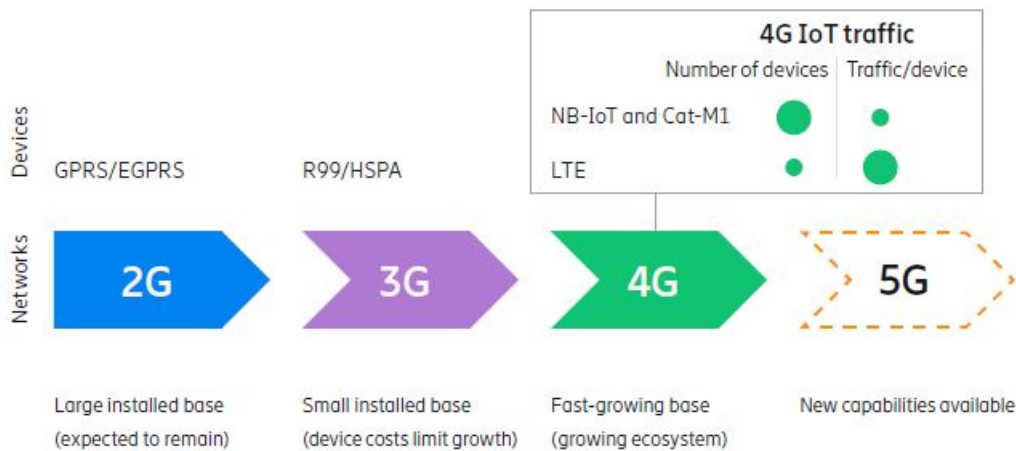 4G IoT traffic
Number of devices
Traffic/device
NB-IoT and Cat-M1
LTE
Devices
GPRS/EGPRS
R99/HSPA
Networks
2G
3G
4G
5G
Large installed base
(expected to remain)
Small installed base
(device costs limit growth)
Fast-growing base
(growing ecosystem)
New capabilities available